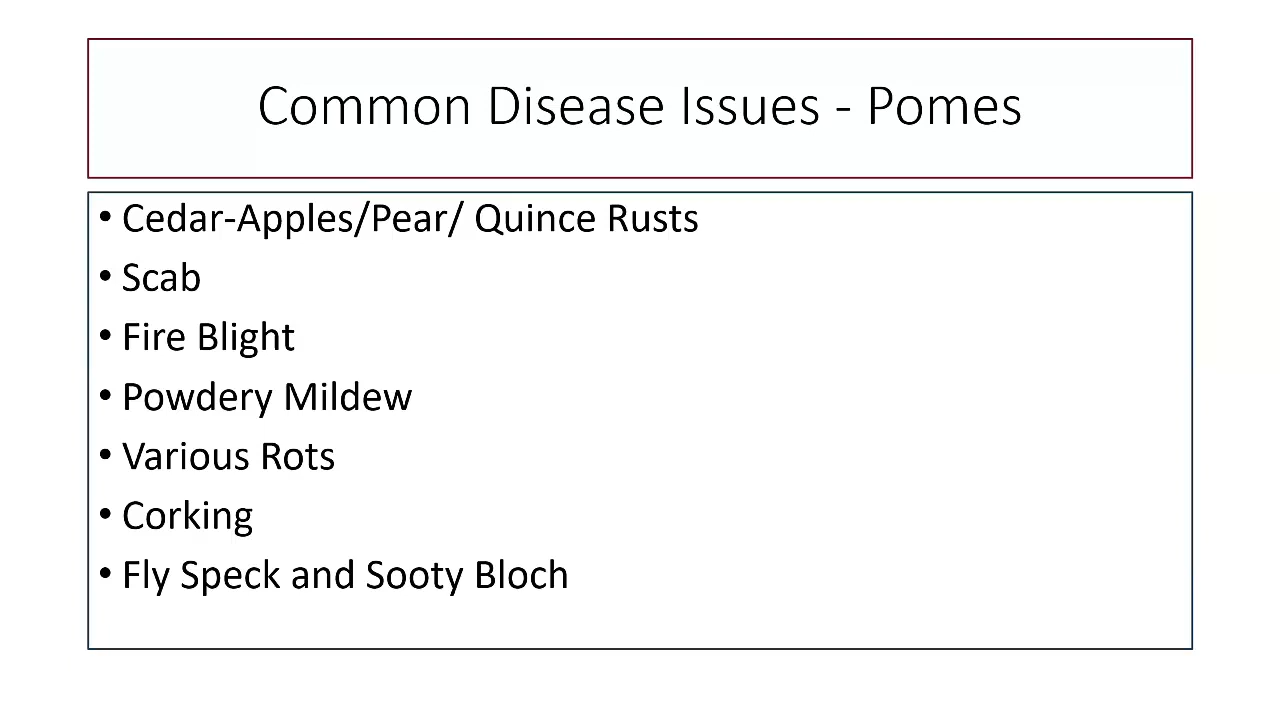 Common Disease Issues - Pomes
• Cedar-Apples/Pear/ Quince Rusts
• Scab
• Fire Blight
• Powdery Mildew
• Various Rots
• Corking
• Fly Speck and Sooty Bloch